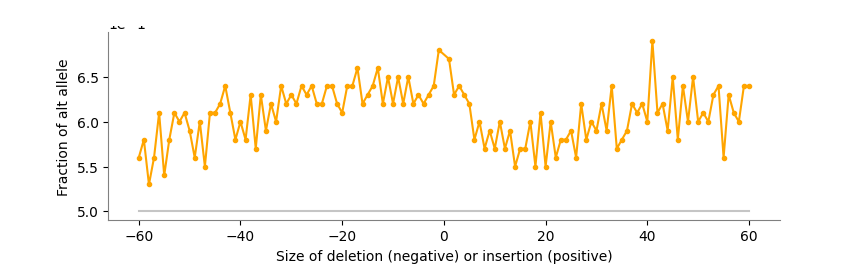 6.5
6.0
5.5
5.0
Fraction of alt allele
−60 −40 −20 0 20 40 60
Size of deletion (negative) or insertion (positive)